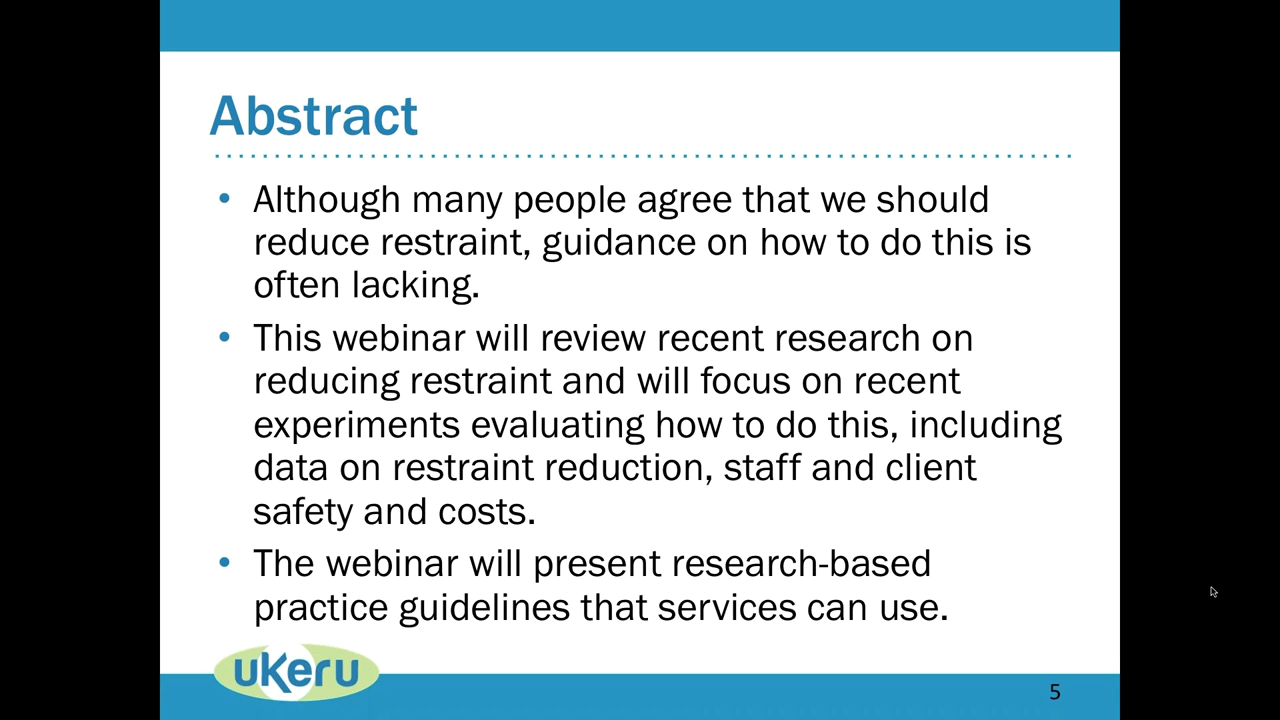 Abstract
• Although many people agree that we should
reduce restraint, guidance on how to do this is
often lacking.
• This webinar will review recent research on
reducing restraint and will focus on recent
experiments evaluating how to do this, including
data on restraint reduction, staff and client
safety and costs.
• The webinar will present research-based
practice guidelines that services can use.
uKeru
5